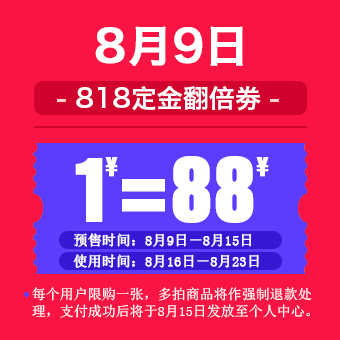 8月9日
- 818定金翻倍劵 -
1¥=88¥
预售时间：8月9日－8月15日
使用时间：8月16日－8月23日
每个用户限购一张，多拍商品将作强制退款处
理，支付成功后将于8月15日发放至个人中心。